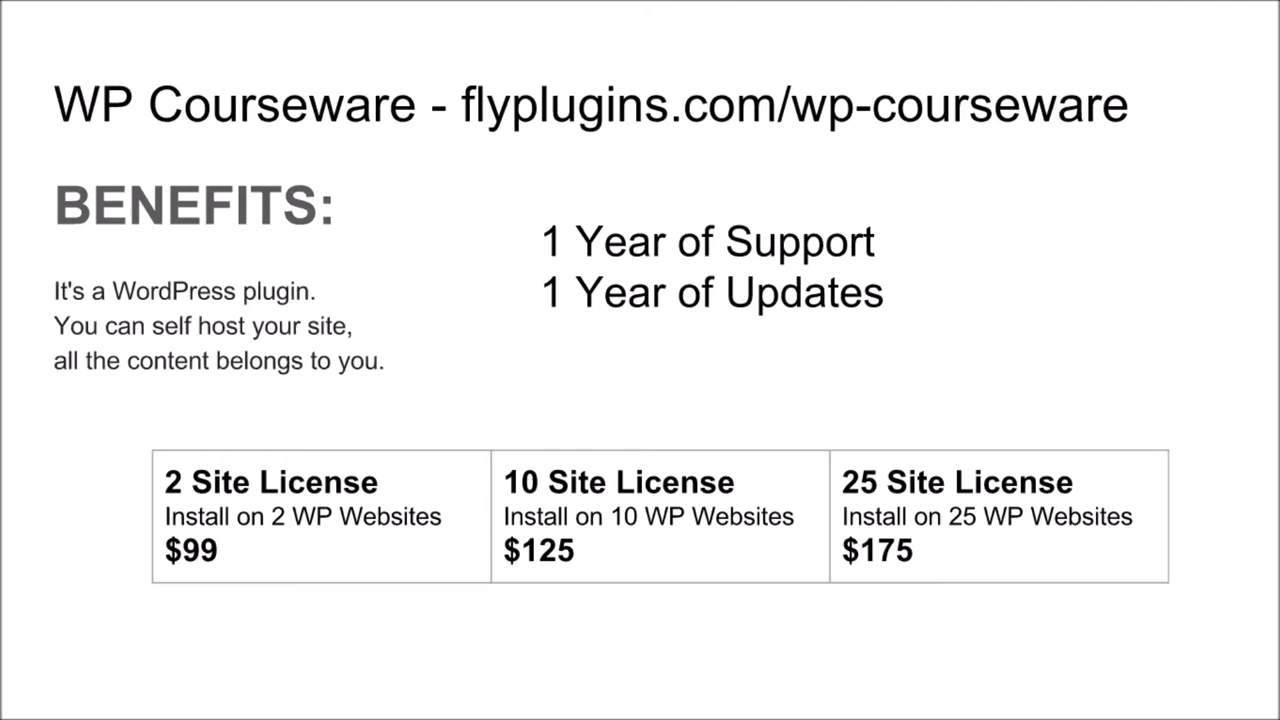 WP Courseware - flyplugins.com/wp-courseware
BENEFITS:
It's a WordPress plugin.
You can self host your site,
all the content belongs to you.
1 Year of Support
1 Year of Updates
2 Site License
Install on 2 WP Websites
$99
10 Site License
Install on 10 WP Websites
$125
25 Site License
Install on 25 WP Websites
$175